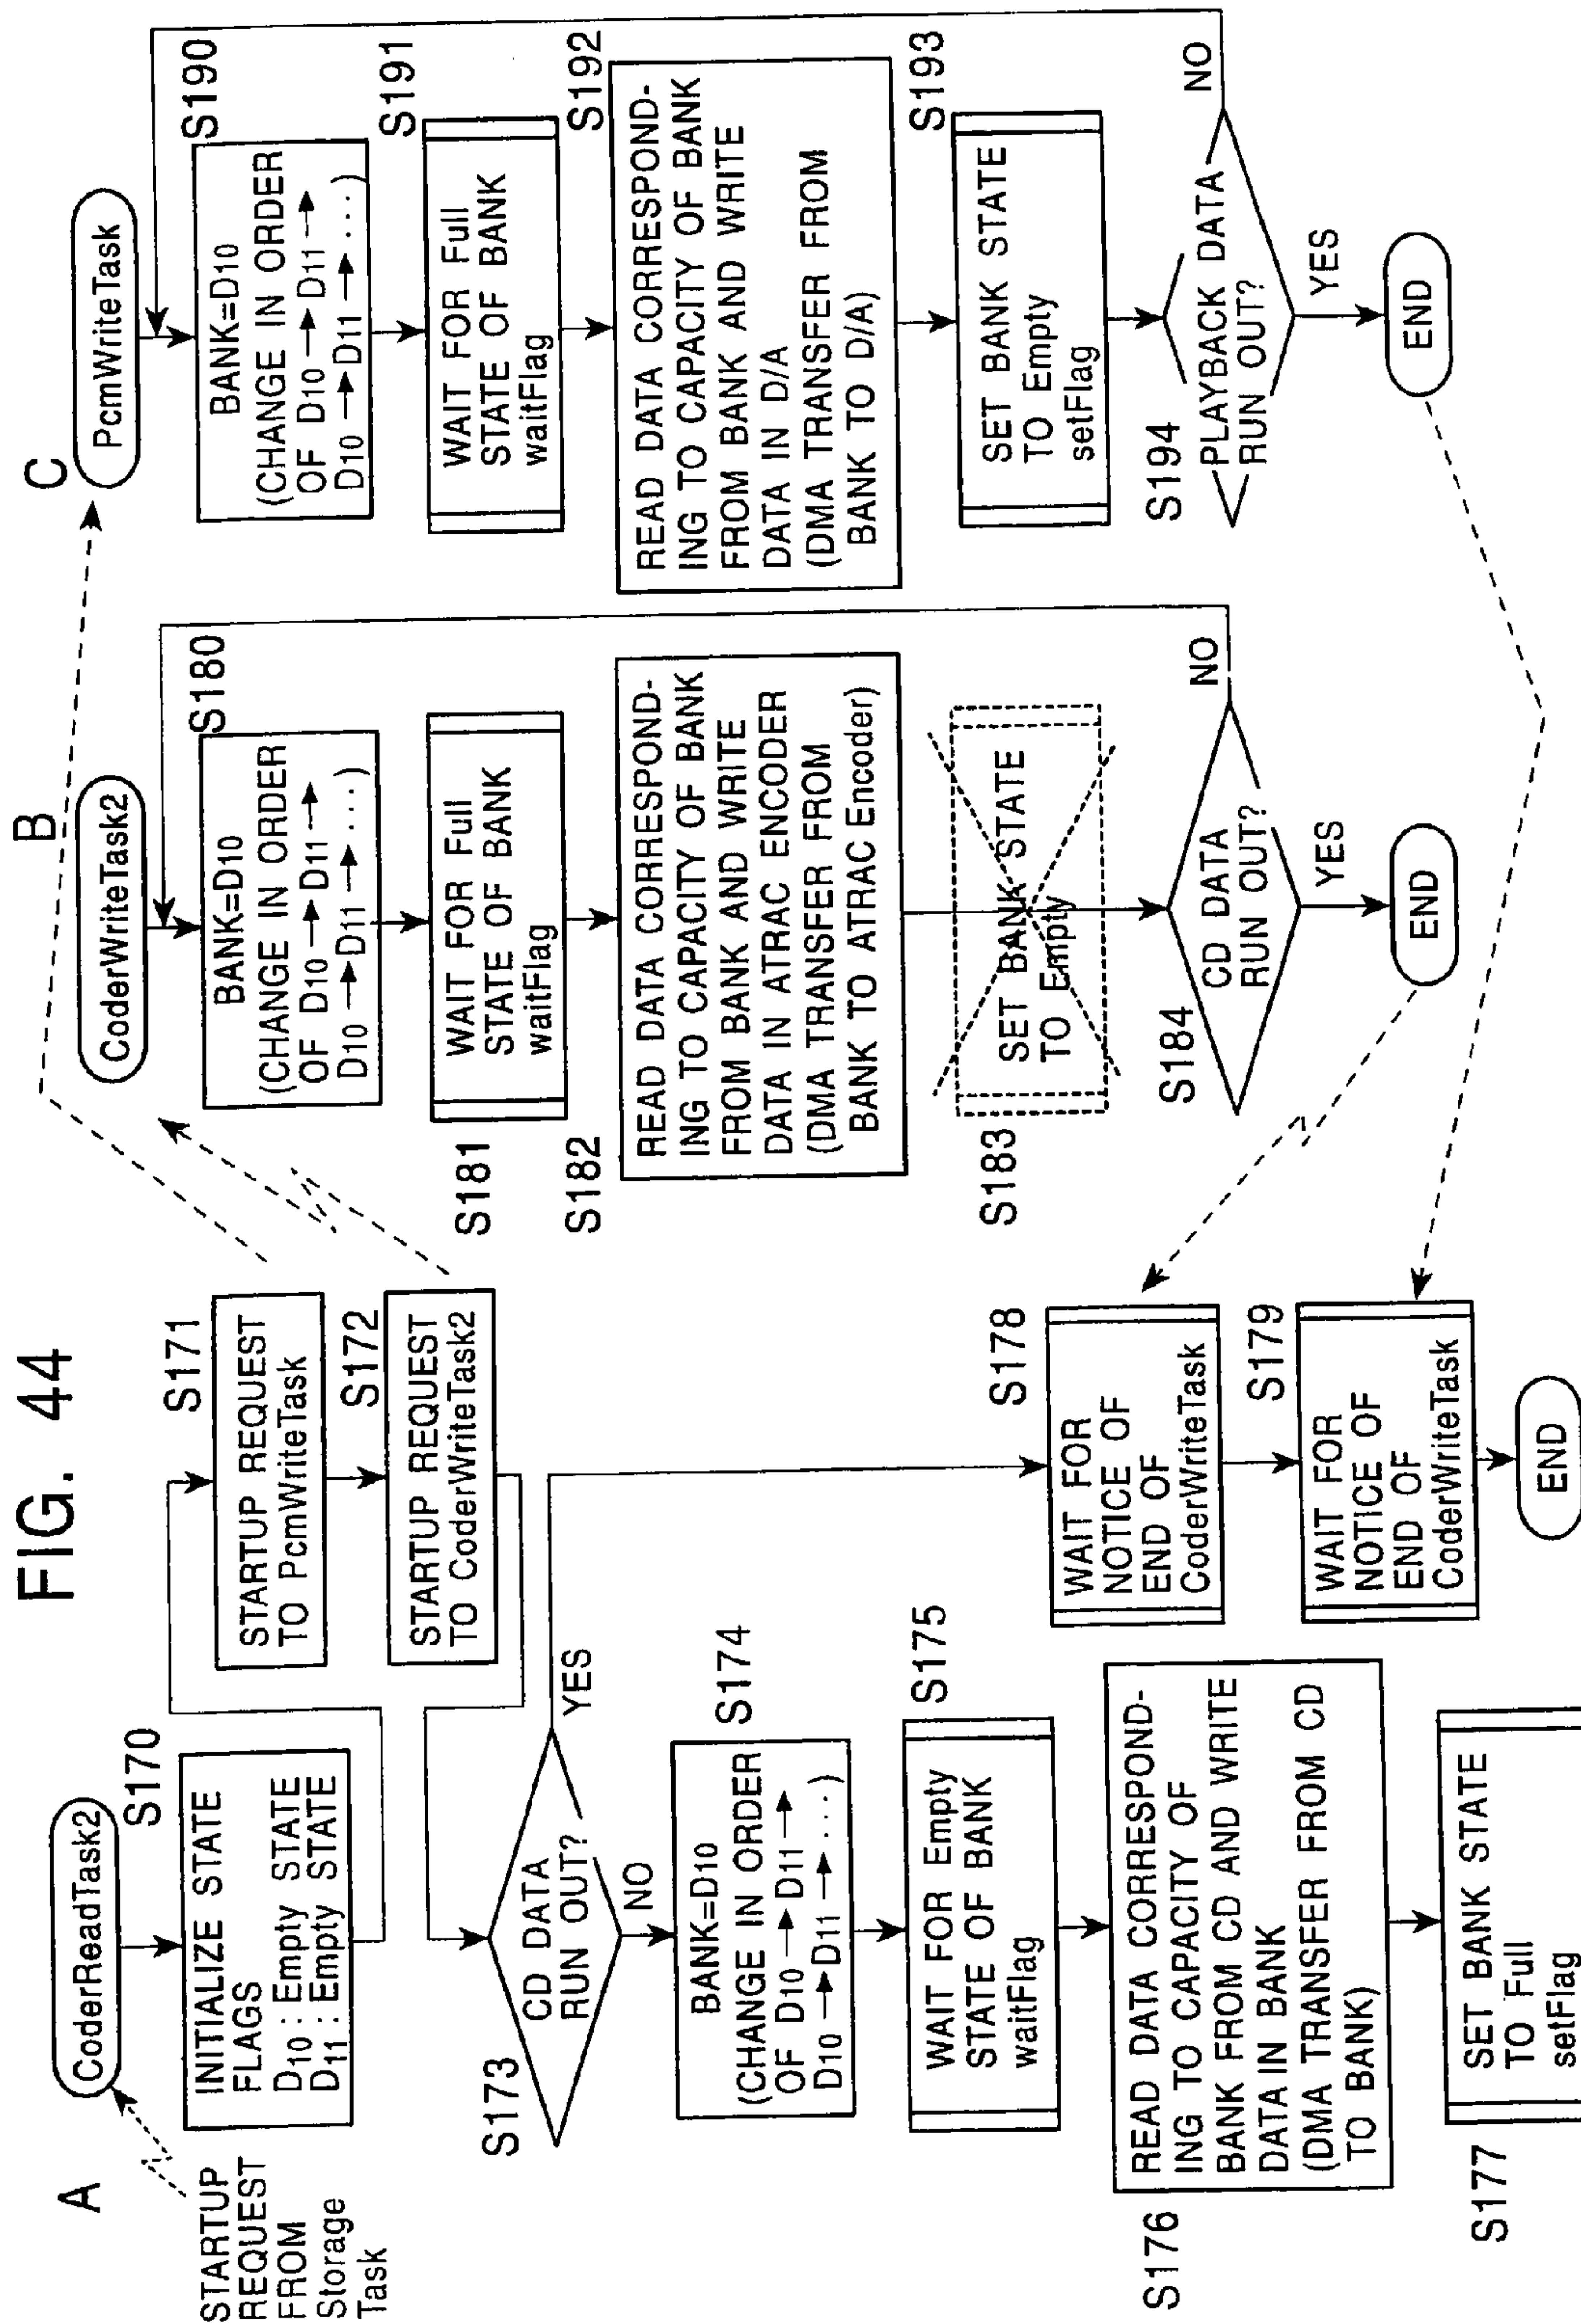 FIG. 44
A
CoderReadTask2
STARTUP
REQUEST
FROM
Storage
Task
S170
INITIALIZE STATE
FLAGS
D10 : Empty STATE
D11 : Empty STATE
S171
STARTUP REQUEST
TO PcmWriteTask
S172
STARTUP REQUEST
TO CoderWriteTask2
S173
CD DATA
RUN OUT?
YES
NO
S174
BANK=D10
(CHANGE IN ORDER
OF D10→D11→
D10→D11→...)
S175
WAIT FOR Empty
STATE OF BANK
waitFlag
S176
READ DATA CORRESPOND-
ING TO CAPACITY OF
BANK FROM CD AND WRITE
DATA IN BANK
(DMA TRANSFER FROM CD
TO BANK)
S177
SET BANK STATE
TO Full
setFlag
S178
WAIT FOR
NOTICE OF
END OF
CoderWriteTask
S179
WAIT FOR
NOTICE OF
END OF
CoderWriteTask
END
B
CoderWriteTask2
S180
BANK=D10
(CHANGE IN ORDER
OF D10→D11→
D10→D11→...)
S181
WAIT FOR Full
STATE OF BANK
waitFlag
S182
READ DATA CORRESPOND-
ING TO CAPACITY OF BANK
FROM BANK AND WRITE
DATA IN ATRAC ENCODER
(DMA TRANSFER FROM
BANK TO ATRAC Encoder)
S183
SET BANK STATE
TO Empty
S184
CD DATA
RUN OUT?
NO
YES
END
C
PcmWriteTask
S190
BANK=D10
(CHANGE IN ORDER
OF D10→D11→
D10→D11→...)
S191
WAIT FOR Full
STATE OF BANK
waitFlag
S192
READ DATA CORRESPOND-
ING TO CAPACITY OF BANK
FROM BANK AND WRITE
DATA IN D/A
(DMA TRANSFER FROM
BANK TO D/A)
S193
SET BANK STATE
TO Empty
setFlag
S194
PLAYBACK DATA
RUN OUT?
NO
YES
END